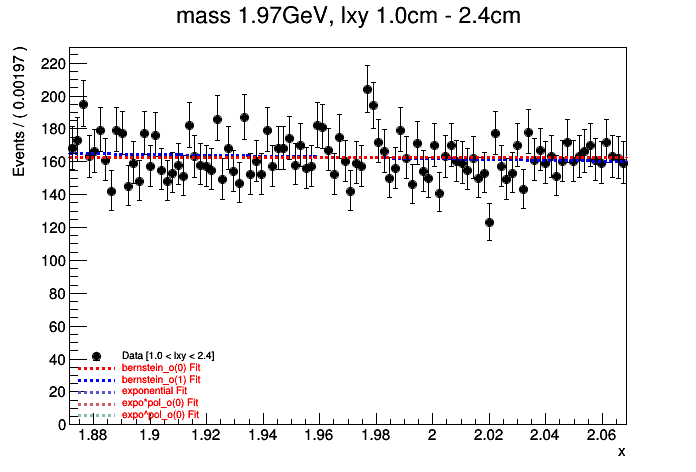 mass 1.97GeV, lxy 1.0cm - 2.4cm
Events / ( 0.00197 )
220
200
180
160
140
120
100
80
60
40
20
0
Data [1.0 < lxy < 2.4]
bernstein_o(0) Fit
bernstein_o(1) Fit
exponential Fit
expo*pol_o(0) Fit
expo^pol_o(0) Fit
1.88 1.9 1.92 1.94 1.96 1.98 2 2.02 2.04 2.06
x